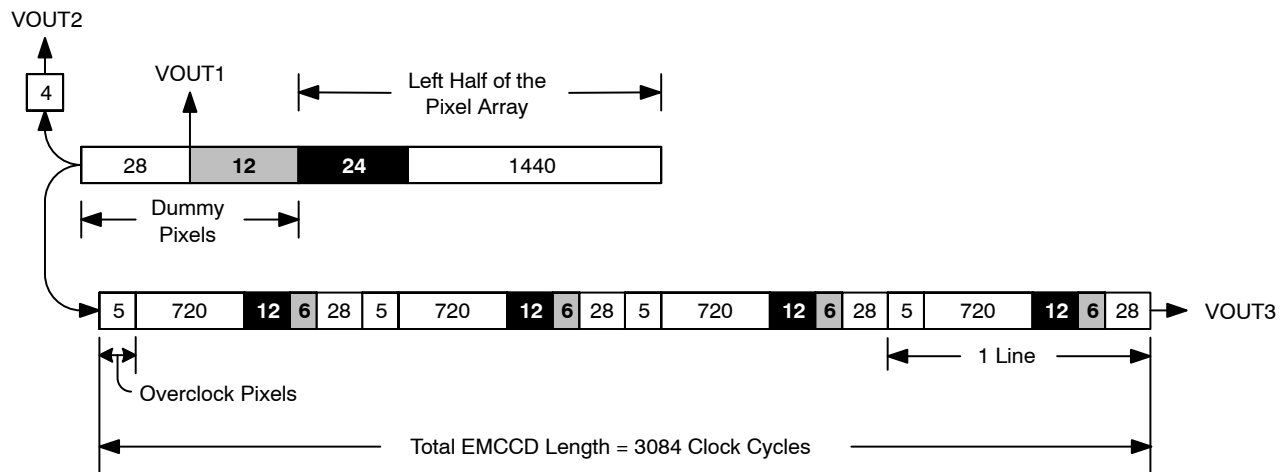 VOUT2
4
VOUT1
Left Half of the
Pixel Array
28 12 24 1440
Dummy
Pixels
5 720 12 6 28 5 720 12 6 28 5 720 12 6 28 5 720 12 6 28
VOUT3
1 Line
Overclock Pixels
Total EMCCD Length = 3084 Clock Cycles